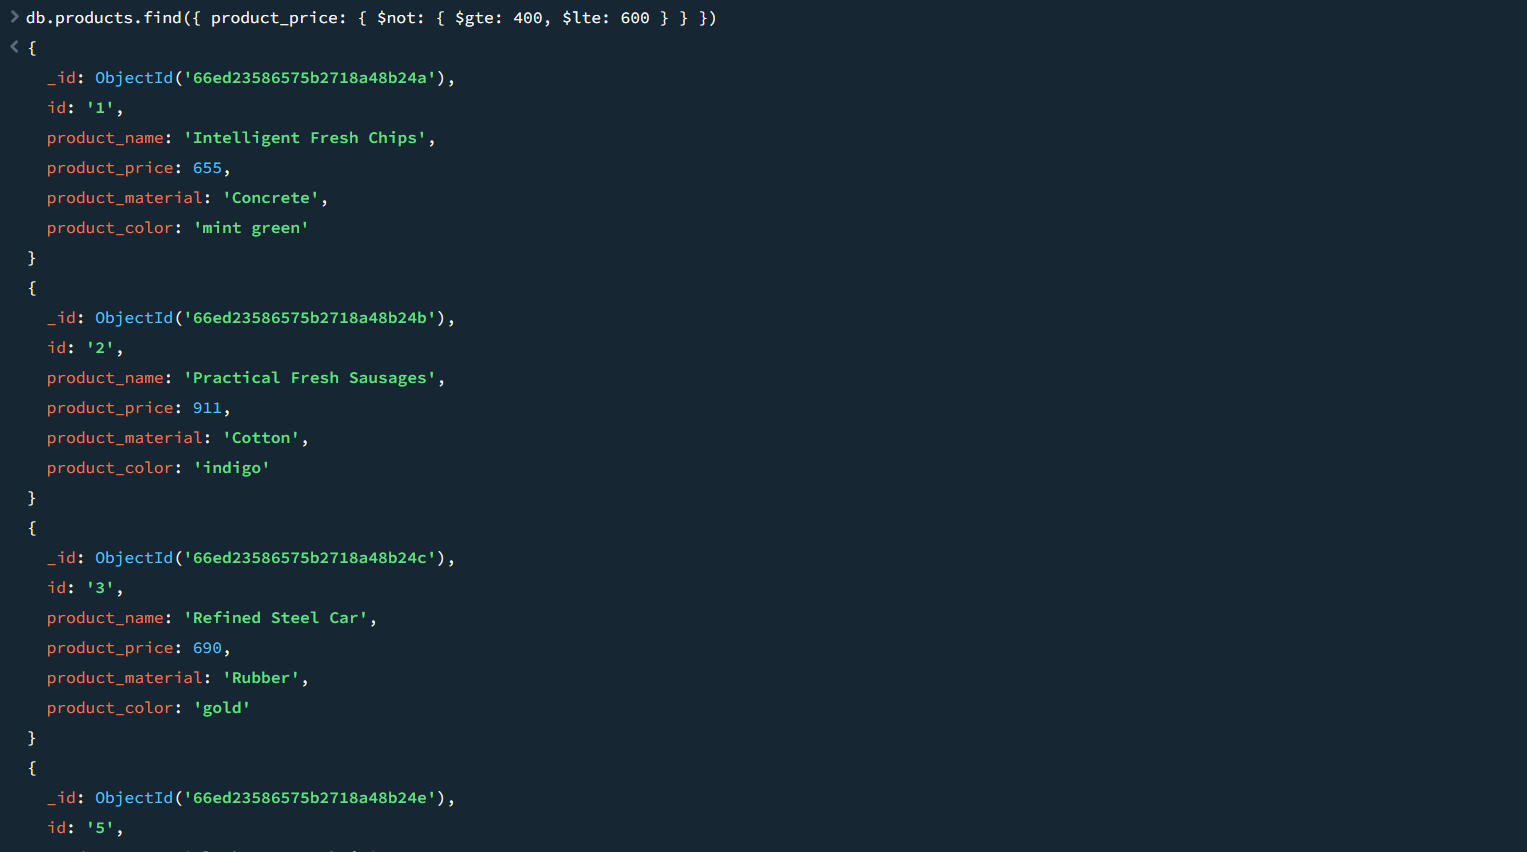 db.products.find({ product_price: { $not: { $gte: 400, $lte: 600 } } })
{
_id: ObjectId('66ed23586575b2718a48b24a'),
id: '1',
product_name: 'Intelligent Fresh Chips',
product_price: 655,
product_material: 'Concrete',
product_color: 'mint green'
}
{
_id: ObjectId('66ed23586575b2718a48b24b'),
id: '2',
product_name: 'Practical Fresh Sausages',
product_price: 911,
product_material: 'Cotton',
product_color: 'indigo'
}
{
_id: ObjectId('66ed23586575b2718a48b24c'),
id: '3',
product_name: 'Refined Steel Car',
product_price: 690,
product_material: 'Rubber',
product_color: 'gold'
}
{
_id: ObjectId('66ed23586575b2718a48b24e'),
id: '5',